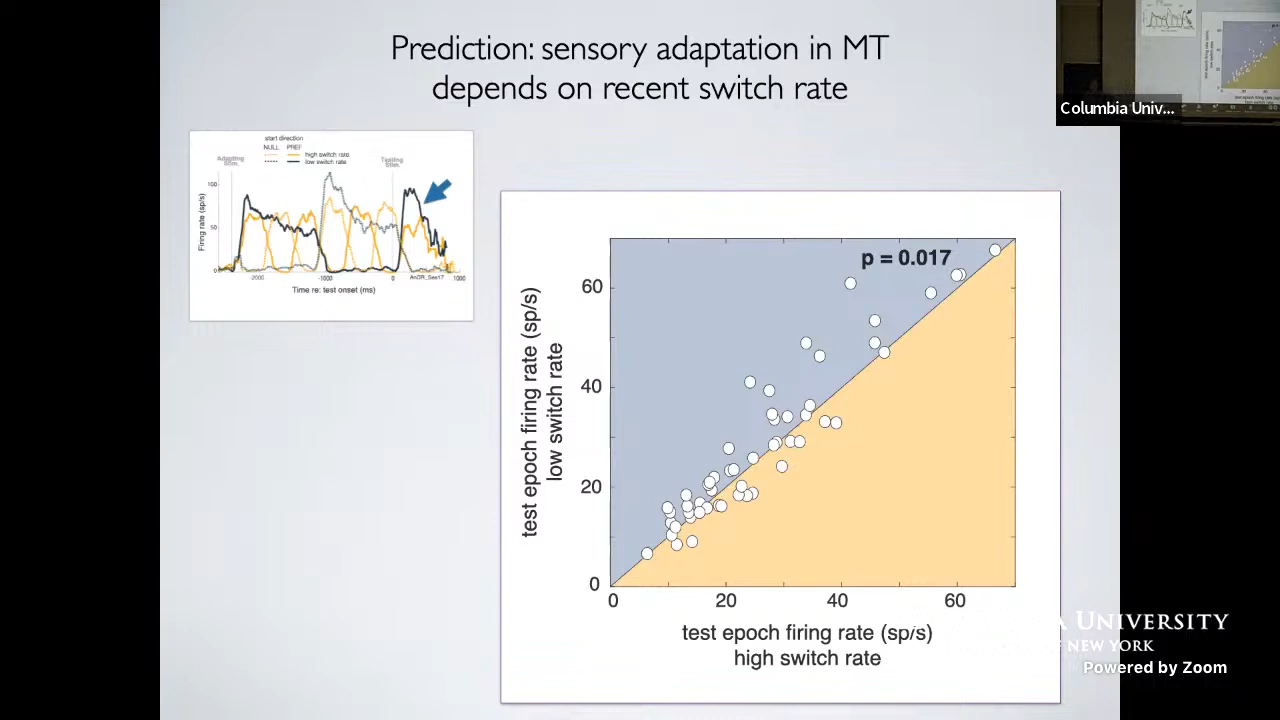 Prediction: sensory adaptation in MT
depends on recent switch rate
Columbia Univ...
start direction
NULL PREF
high switch rate
low switch rate
Adapting
Stim.
Testing
Stim.
Firing rate (sp/s)
100
50
0
-2000
-1000
0
1000
AnDR_Ses17
Time re: test onset (ms)
p = 0.017
test epoch firing rate (sp/s)
low switch rate
60
40
20
0
0
20
40
60
test epoch firing rate (sp/s)
high switch rate
UNIVERSITY
NEW YORK
Powered by Zoom